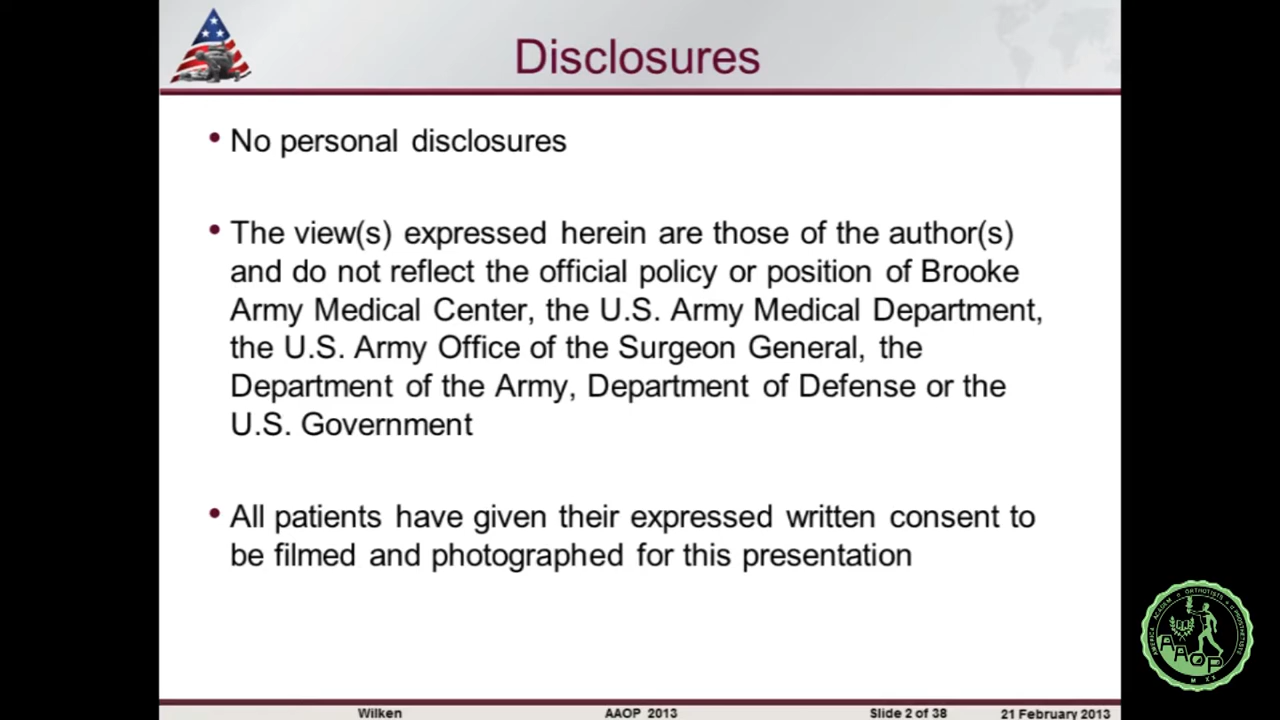 Disclosures
• No personal disclosures
• The view(s) expressed herein are those of the author(s)
and do not reflect the official policy or position of Brooke
Army Medical Center, the U.S. Army Medical Department,
the U.S. Army Office of the Surgeon General, the
Department of the Army, Department of Defense or the
U.S. Government
• All patients have given their expressed written consent to
be filmed and photographed for this presentation
AAOP
Wilken AAOP 2013 Slide 2 of 38 21 February 2013